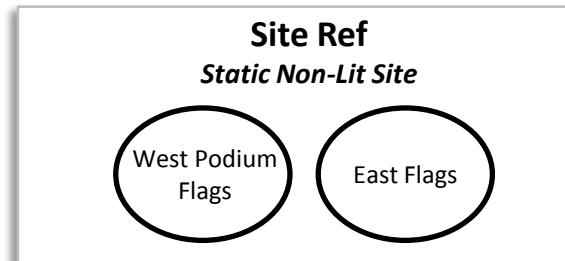 Site Ref
Static Non-Lit Site
West Podium
Flags
East Flags